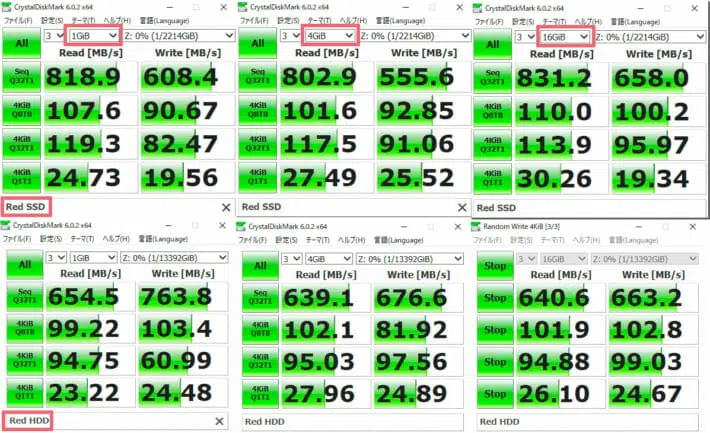 CrystalDiskMark 6.0.2 x64
ファイル(F) 設定(S) テーマ(T) ヘルプ(H) 言語(Language)
All 3 1GiB Z: 0% (1/2214GiB)
Read [MB/s] Write [MB/s]
Seq Q32T1 818.9 608.4
4KiB Q8T8 107.6 90.67
4KiB Q32T1 119.3 82.47
4KiB Q1T1 24.73 19.56
Red SSD
CrystalDiskMark 6.0.2 x64
ファイル(F) 設定(S) テーマ(T) ヘルプ(H) 言語(Language)
All 3 4GiB Z: 0% (1/2214GiB)
Read [MB/s] Write [MB/s]
Seq Q32T1 802.9 555.6
4KiB Q8T8 101.6 92.85
4KiB Q32T1 117.5 91.06
4KiB Q1T1 27.49 25.52
Red SSD
CrystalDiskMark 6.0.2 x64
ファイル(F) 設定(S) テーマ(T) ヘルプ(H) 言語(Language)
All 3 16GiB Z: 0% (1/2214GiB)
Read [MB/s] Write [MB/s]
Seq Q32T1 831.2 658.0
4KiB Q8T8 110.0 100.2
4KiB Q32T1 113.9 95.97
4KiB Q1T1 30.26 19.34
Red SSD
CrystalDiskMark 6.0.2 x64
ファイル(F) 設定(S) テーマ(T) ヘルプ(H) 言語(Language)
All 3 1GiB Z: 0% (1/13392GiB)
Read [MB/s] Write [MB/s]
Seq Q32T1 654.5 763.8
4KiB Q8T8 99.22 103.4
4KiB Q32T1 94.75 60.99
4KiB Q1T1 23.22 24.48
Red HDD
CrystalDiskMark 6.0.2 x64
ファイル(F) 設定(S) テーマ(T) ヘルプ(H) 言語(Language)
All 3 4GiB Z: 0% (1/13392GiB)
Read [MB/s] Write [MB/s]
Seq Q32T1 639.1 676.6
4KiB Q8T8 102.1 81.92
4KiB Q32T1 95.03 97.56
4KiB Q1T1 27.96 24.89
Red HDD
Random Write 4KiB [3/3]
ファイル(F) 設定(S) テーマ(T) ヘルプ(H) 言語(Language)
Stop 3 16GiB Z: 0% (1/13392GiB)
Read [MB/s] Write [MB/s]
Stop 640.6 663.2
Stop 101.9 102.8
Stop 94.88 99.03
Stop 26.10 24.67
Red HDD